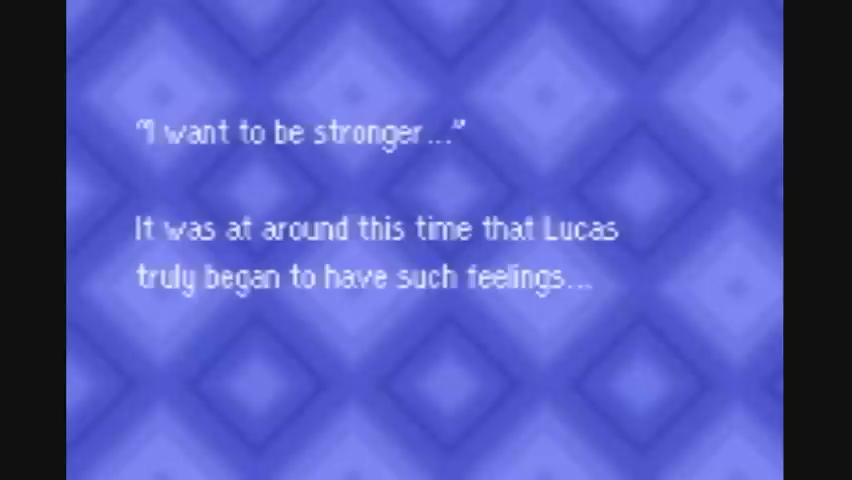 “I want to be stronger...”
It was at around this time that Lucas
truly began to have such feelings...